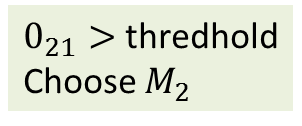 0₂₁ > thredhold
Choose M₂